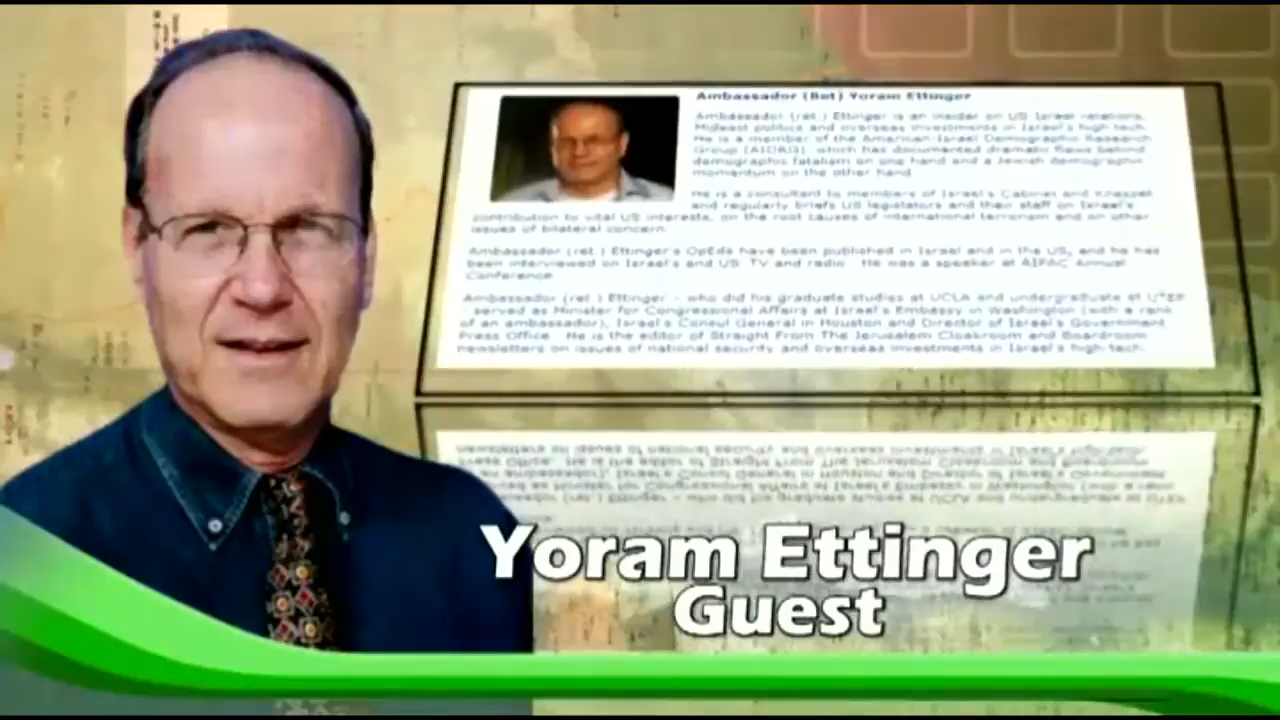 Ambassador (Ret) Yoram Ettinger
Ambassador (ret.) Ettinger is an insider on US Israel relations,
Mideast politics and overseas investments in Israel's high tech.
He is a member of the American-Israel Demographic Research
Group (AIDRG), which has documented dramatic flaws behind
demographic fatalism on one hand and a Jewish demographic
momentum on the other hand.
He is a consultant to members of Israel's Cabinet and Knesset
and regularly briefs US legislators and their staff on Israel's
contribution to vital US interests, on the root causes of international terrorism and on other
issues of bilateral concern.
Ambassador (ret.) Ettinger's OpEds have been published in Israel and in the US, and he has
been interviewed on Israel's and US TV and radio. He was a speaker at AIPAC Annual
Conference.
Ambassador (ret.) Ettinger - who did his graduate studies at UCLA and undergraduate at UTEP
- served as Minister for Congressional Affairs at Israel's Embassy in Washington (with a rank
of an ambassador), Israel's Consul General in Houston and Director of Israel's Government
Press Office. He is the editor of Straight From The Jerusalem Cloakroom and Boardroom
newsletters on issues of national security and overseas investments in Israel's high-tech.
Yoram Ettinger
Guest